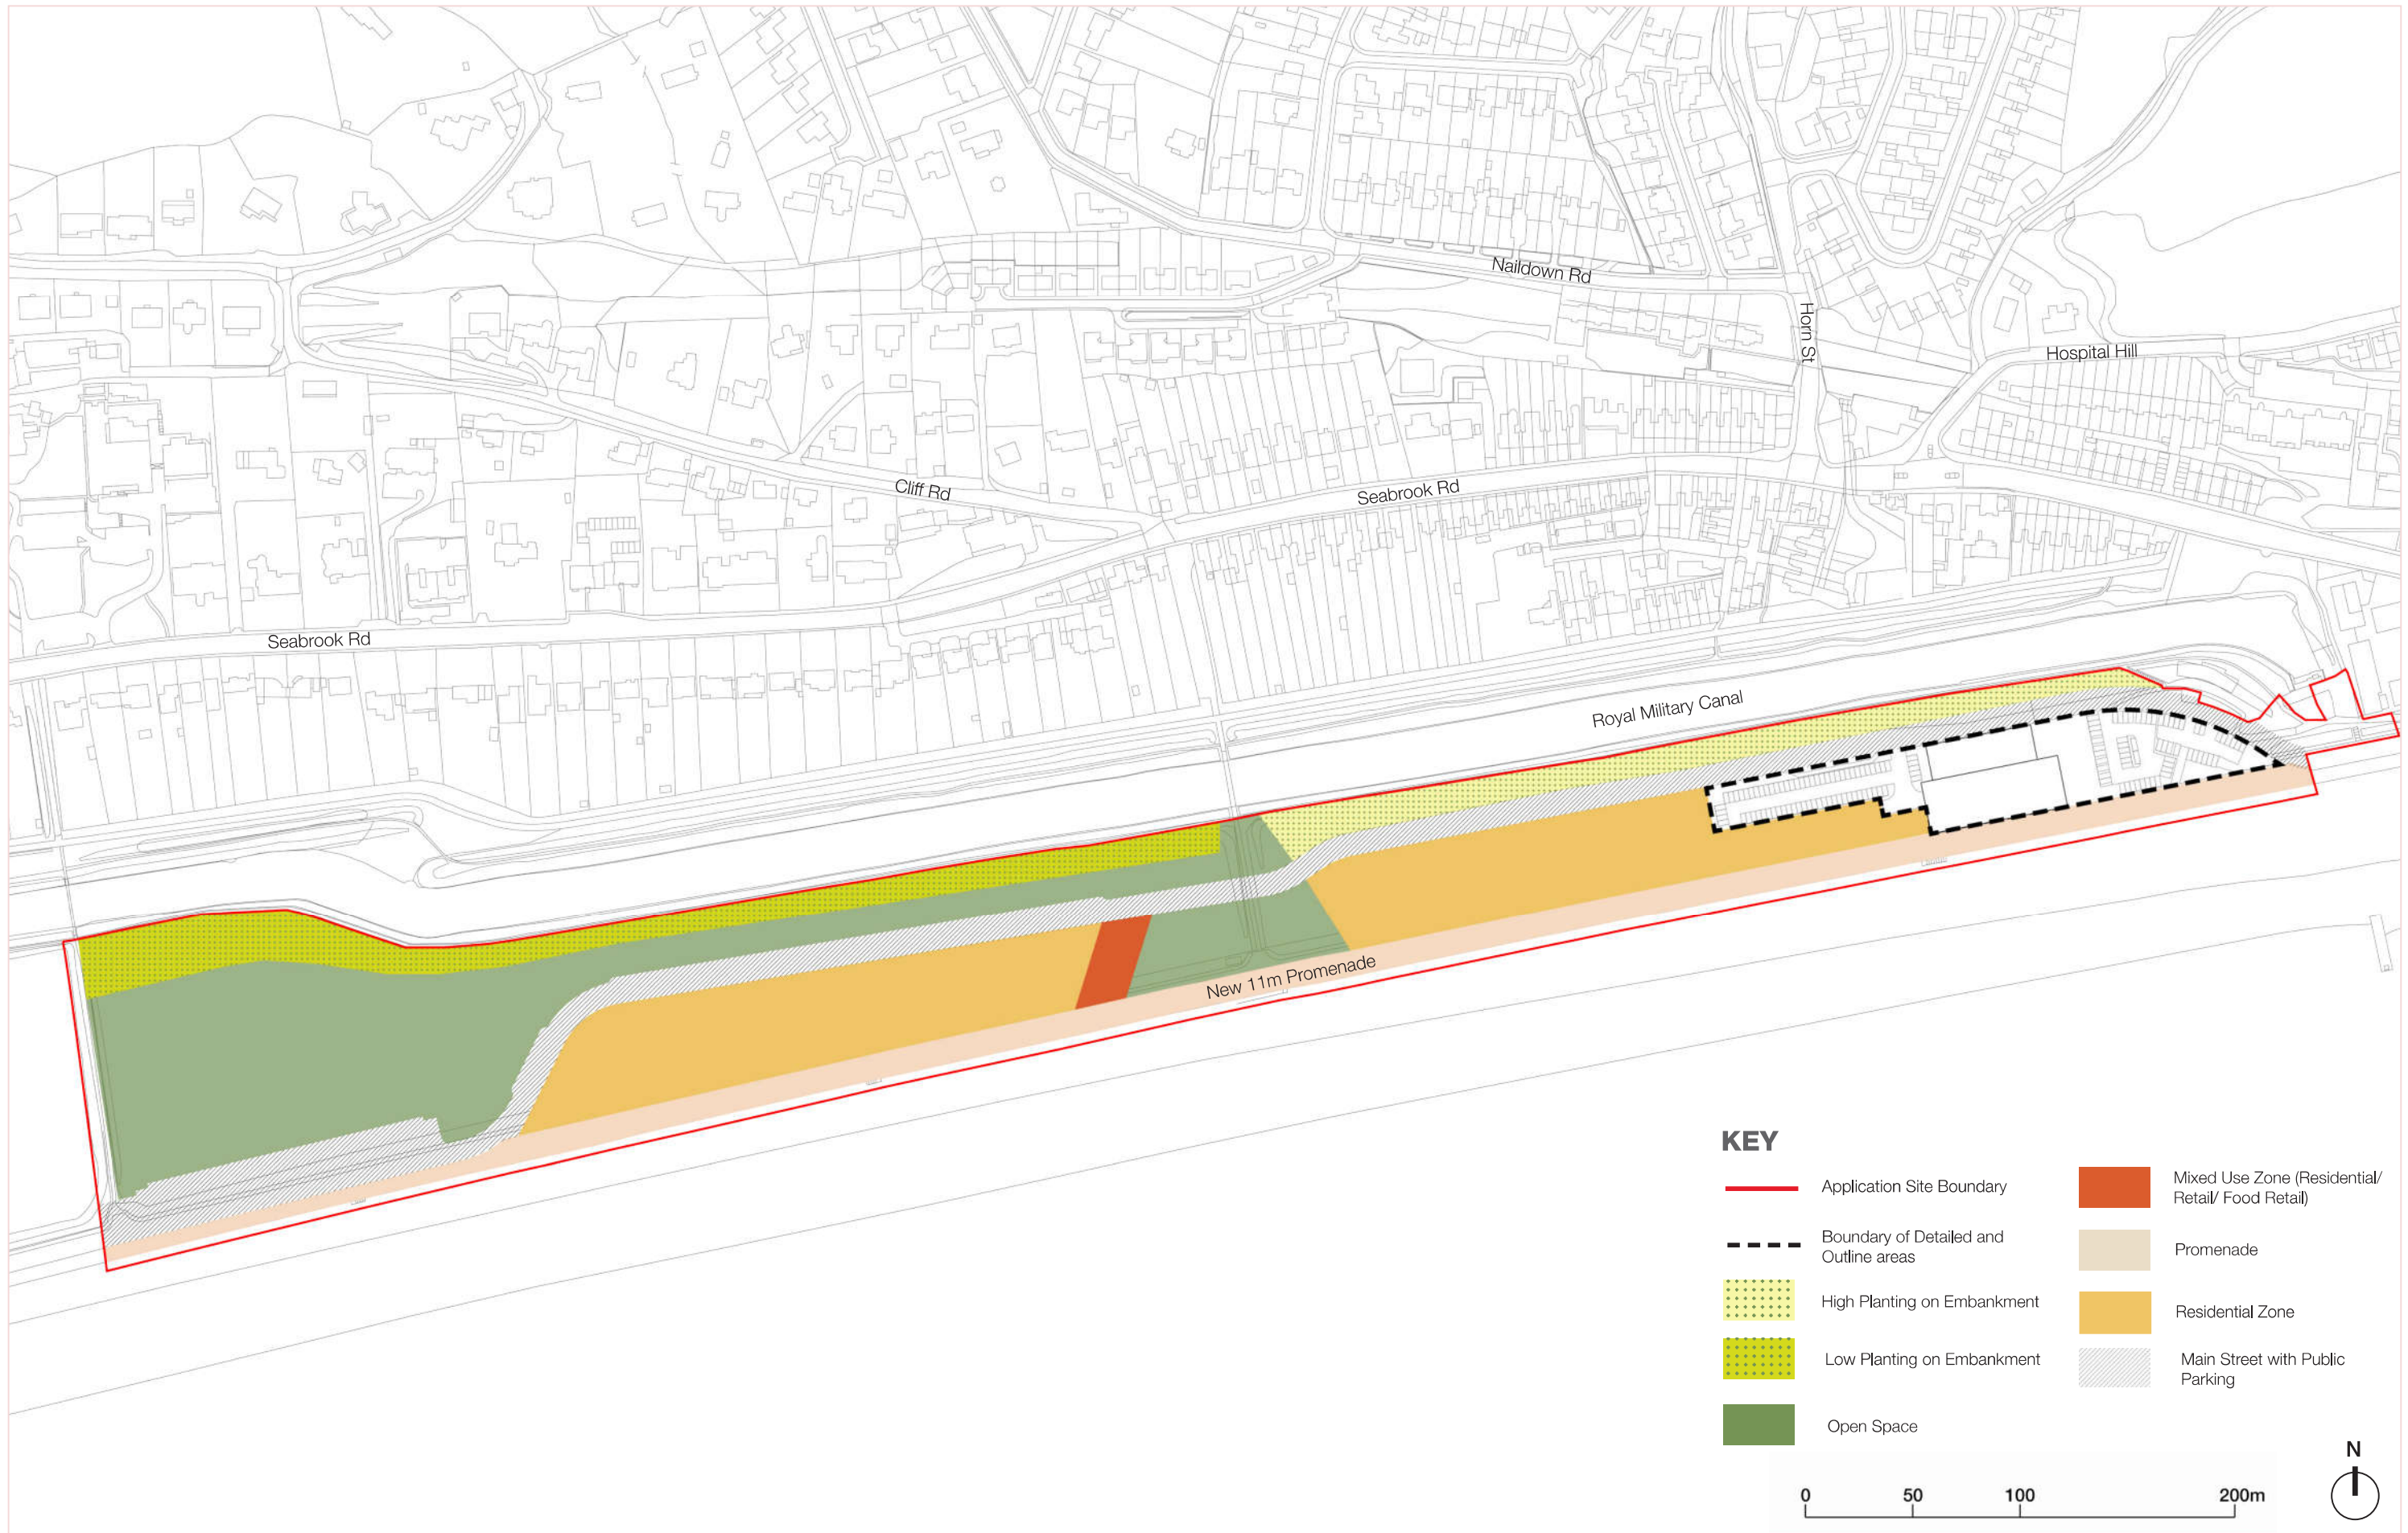 Naildown Rd
Horn St
Hospital Hill
Cliff Rd
Seabrook Rd
Seabrook Rd
Royal Military Canal
New 11m Promenade
KEY
Application Site Boundary
Boundary of Detailed and
Outline areas
High Planting on Embankment
Low Planting on Embankment
Open Space
Mixed Use Zone (Residential/
Retail/ Food Retail)
Promenade
Residential Zone
Main Street with Public
Parking
0 50 100 200m
N